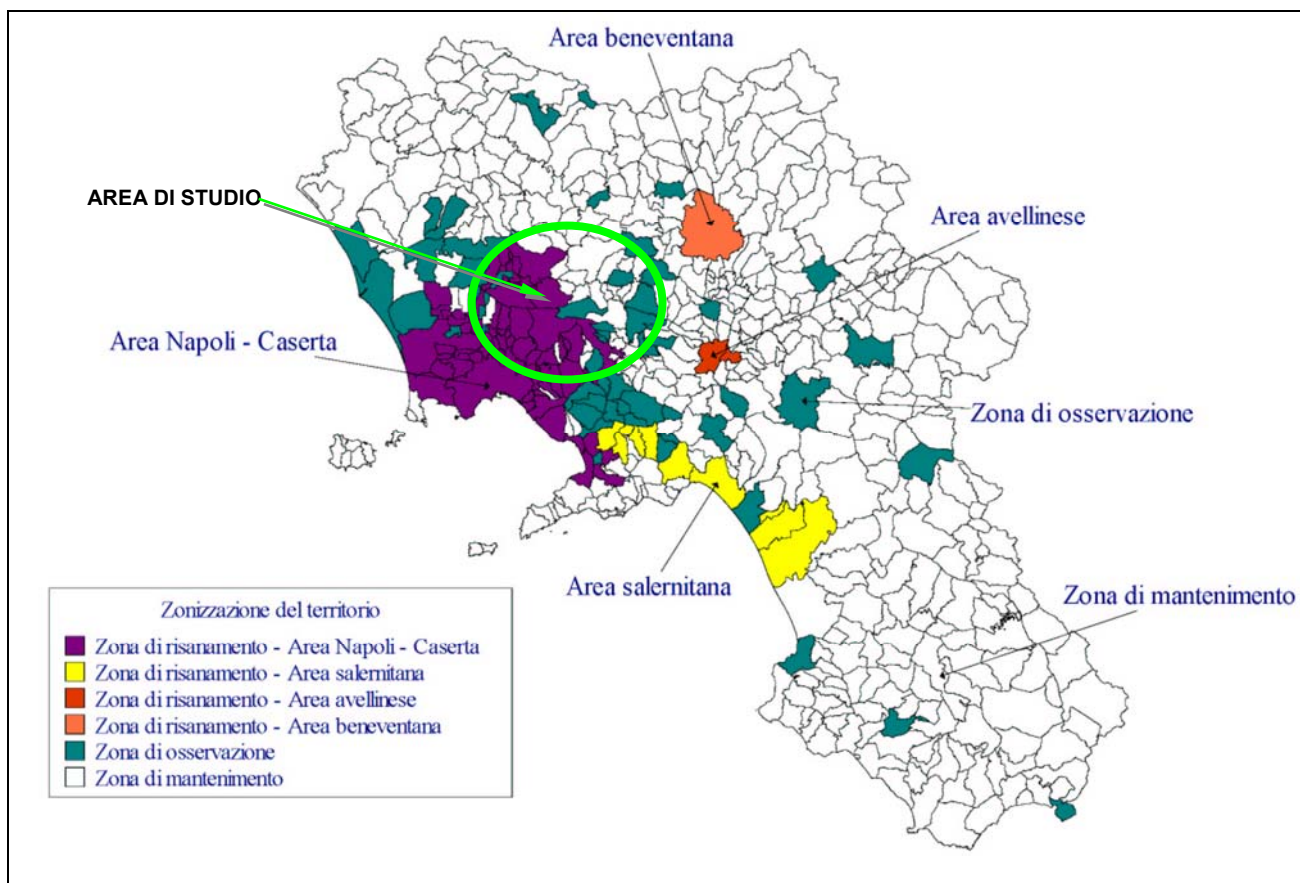 Area beneventana
AREA DI STUDIO
Area avellinese
Area Napoli - Caserta
Zona di osservazione
Area salernitana
Zona di mantenimento
Zonizzazione del territorio
Zona di risanamento - Area Napoli - Caserta
Zona di risanamento - Area salernitana
Zona di risanamento - Area avellinese
Zona di risanamento - Area beneventana
Zona di osservazione
Zona di mantenimento